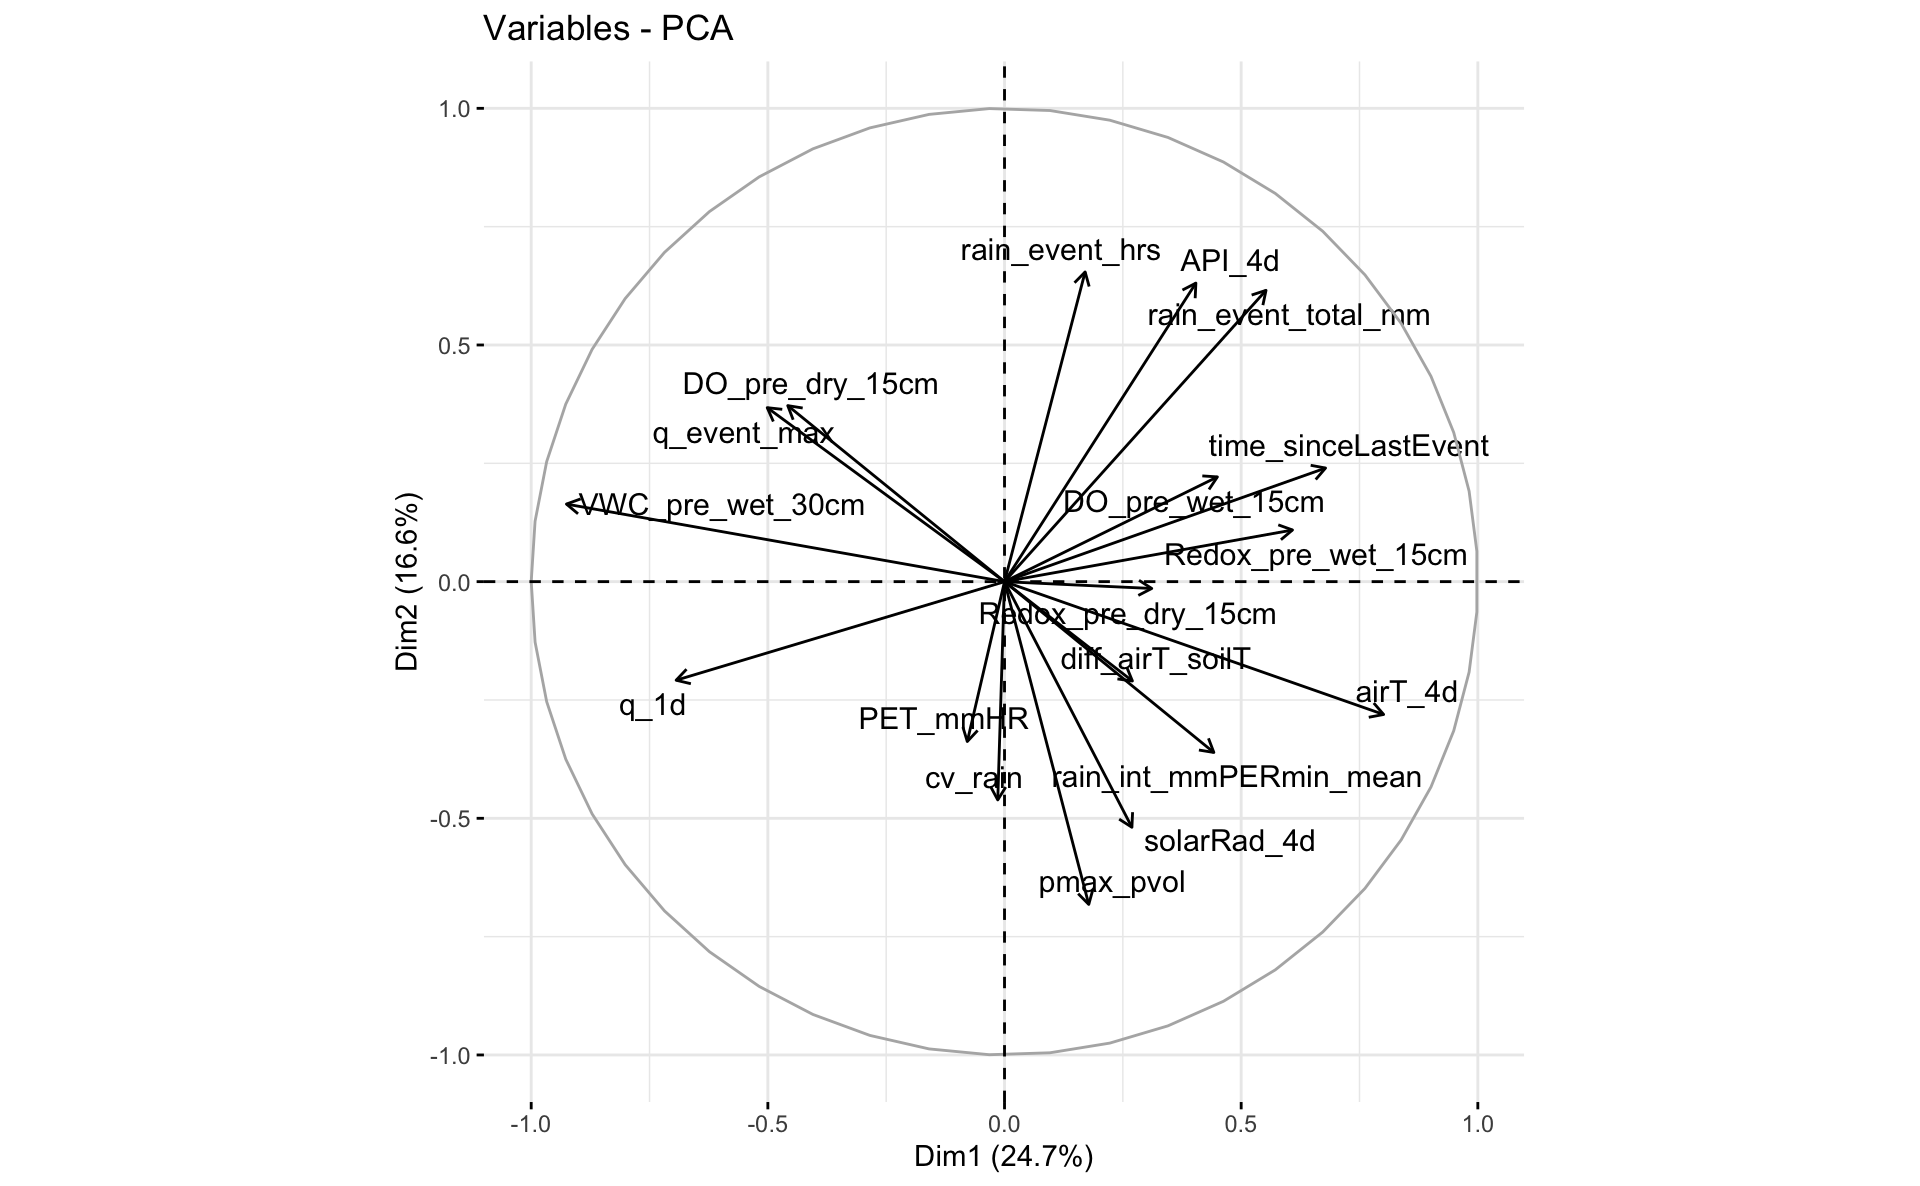 Variables - PCA
1.0
rain_event_hrs
API_4d
rain_event_total_mm
0.5
DO_pre_dry_15cm
q_event_max
time_sinceLastEvent
VWC_pre_wet_30cm
DO_pre_wet_15cm
Redox_pre_wet_15cm
Dim2 (16.6%)
0.0
Redox_pre_dry_15cm
diff_airT_soilT
airT_4d
q_1d
PET_mmHR
cv_rain
rain_int_mmPERmin_mean
-0.5
solarRad_4d
pmax_pvol
-1.0
-1.0 -0.5 0.0 0.5 1.0
Dim1 (24.7%)